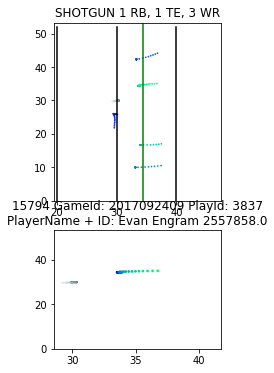 SHOTGUN 1 RB, 1 TE, 3 WR
50
40
30
20
10
0
20 30 40
15794 GameId: 2017092409 PlayId: 3837
PlayerName + ID: Evan Engram 2557858.0
40
20
0
30 35 40